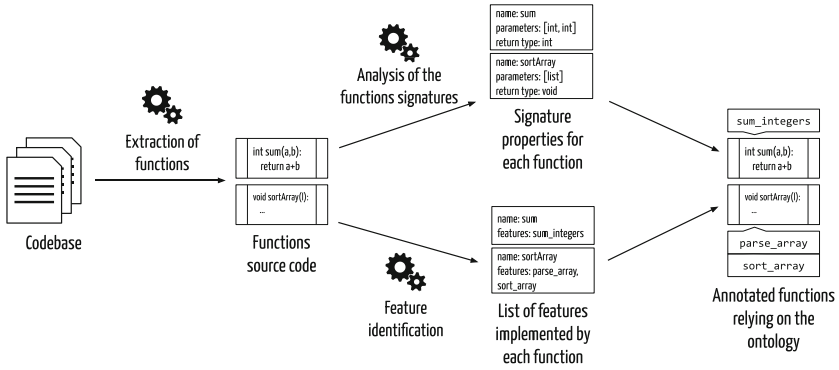 Codebase
Extraction of
functions
int sum(a,b):
return a+b
void sortArray(l):
...
Functions
source code
Analysis of the
functions signatures
name: sum
parameters: [int, int]
return type: int
name: sortArray
parameters: [list]
return type: void
Signature
properties for
each function
Feature
identification
name: sum
features: sum_integers
name: sortArray
features: parse_array,
sort_array
List of features
implemented by
each function
sum_integers
int sum(a,b):
return a+b
void sortArray(l):
...
parse_array
sort_array
Annotated functions
relying on the
ontology